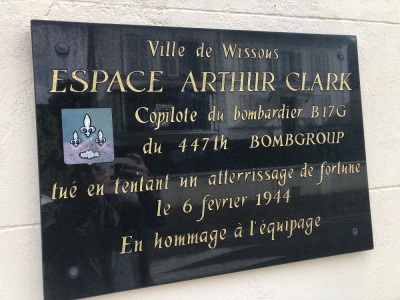 Ville de Wissous
ESPACE ARTHUR CLARK
Copilote du bombardier B17G
du 447th BOMBGROUP
tué en tentant un atterrissage de fortune
le 6 février 1944
En hommage à l'équipage